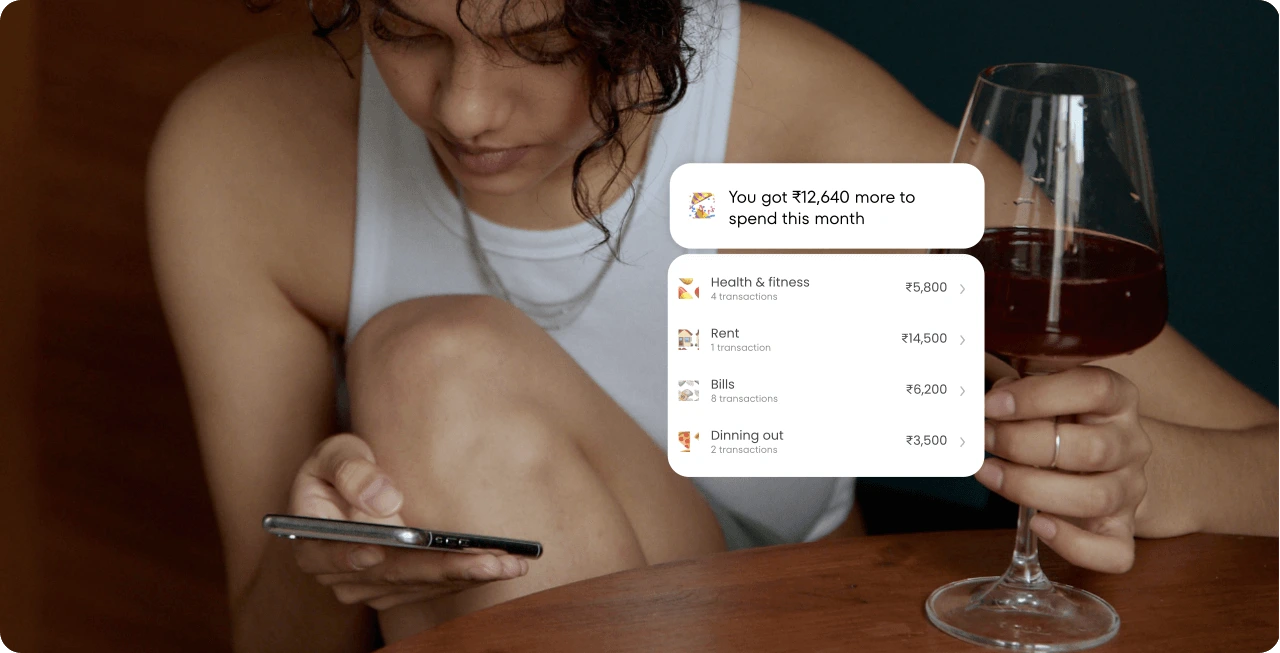 You got ₹12,640 more to
spend this month
Health & fitness
4 transactions
₹5,800
Rent
1 transaction
₹14,500
Bills
8 transactions
₹6,200
Dinning out
2 transactions
₹3,500